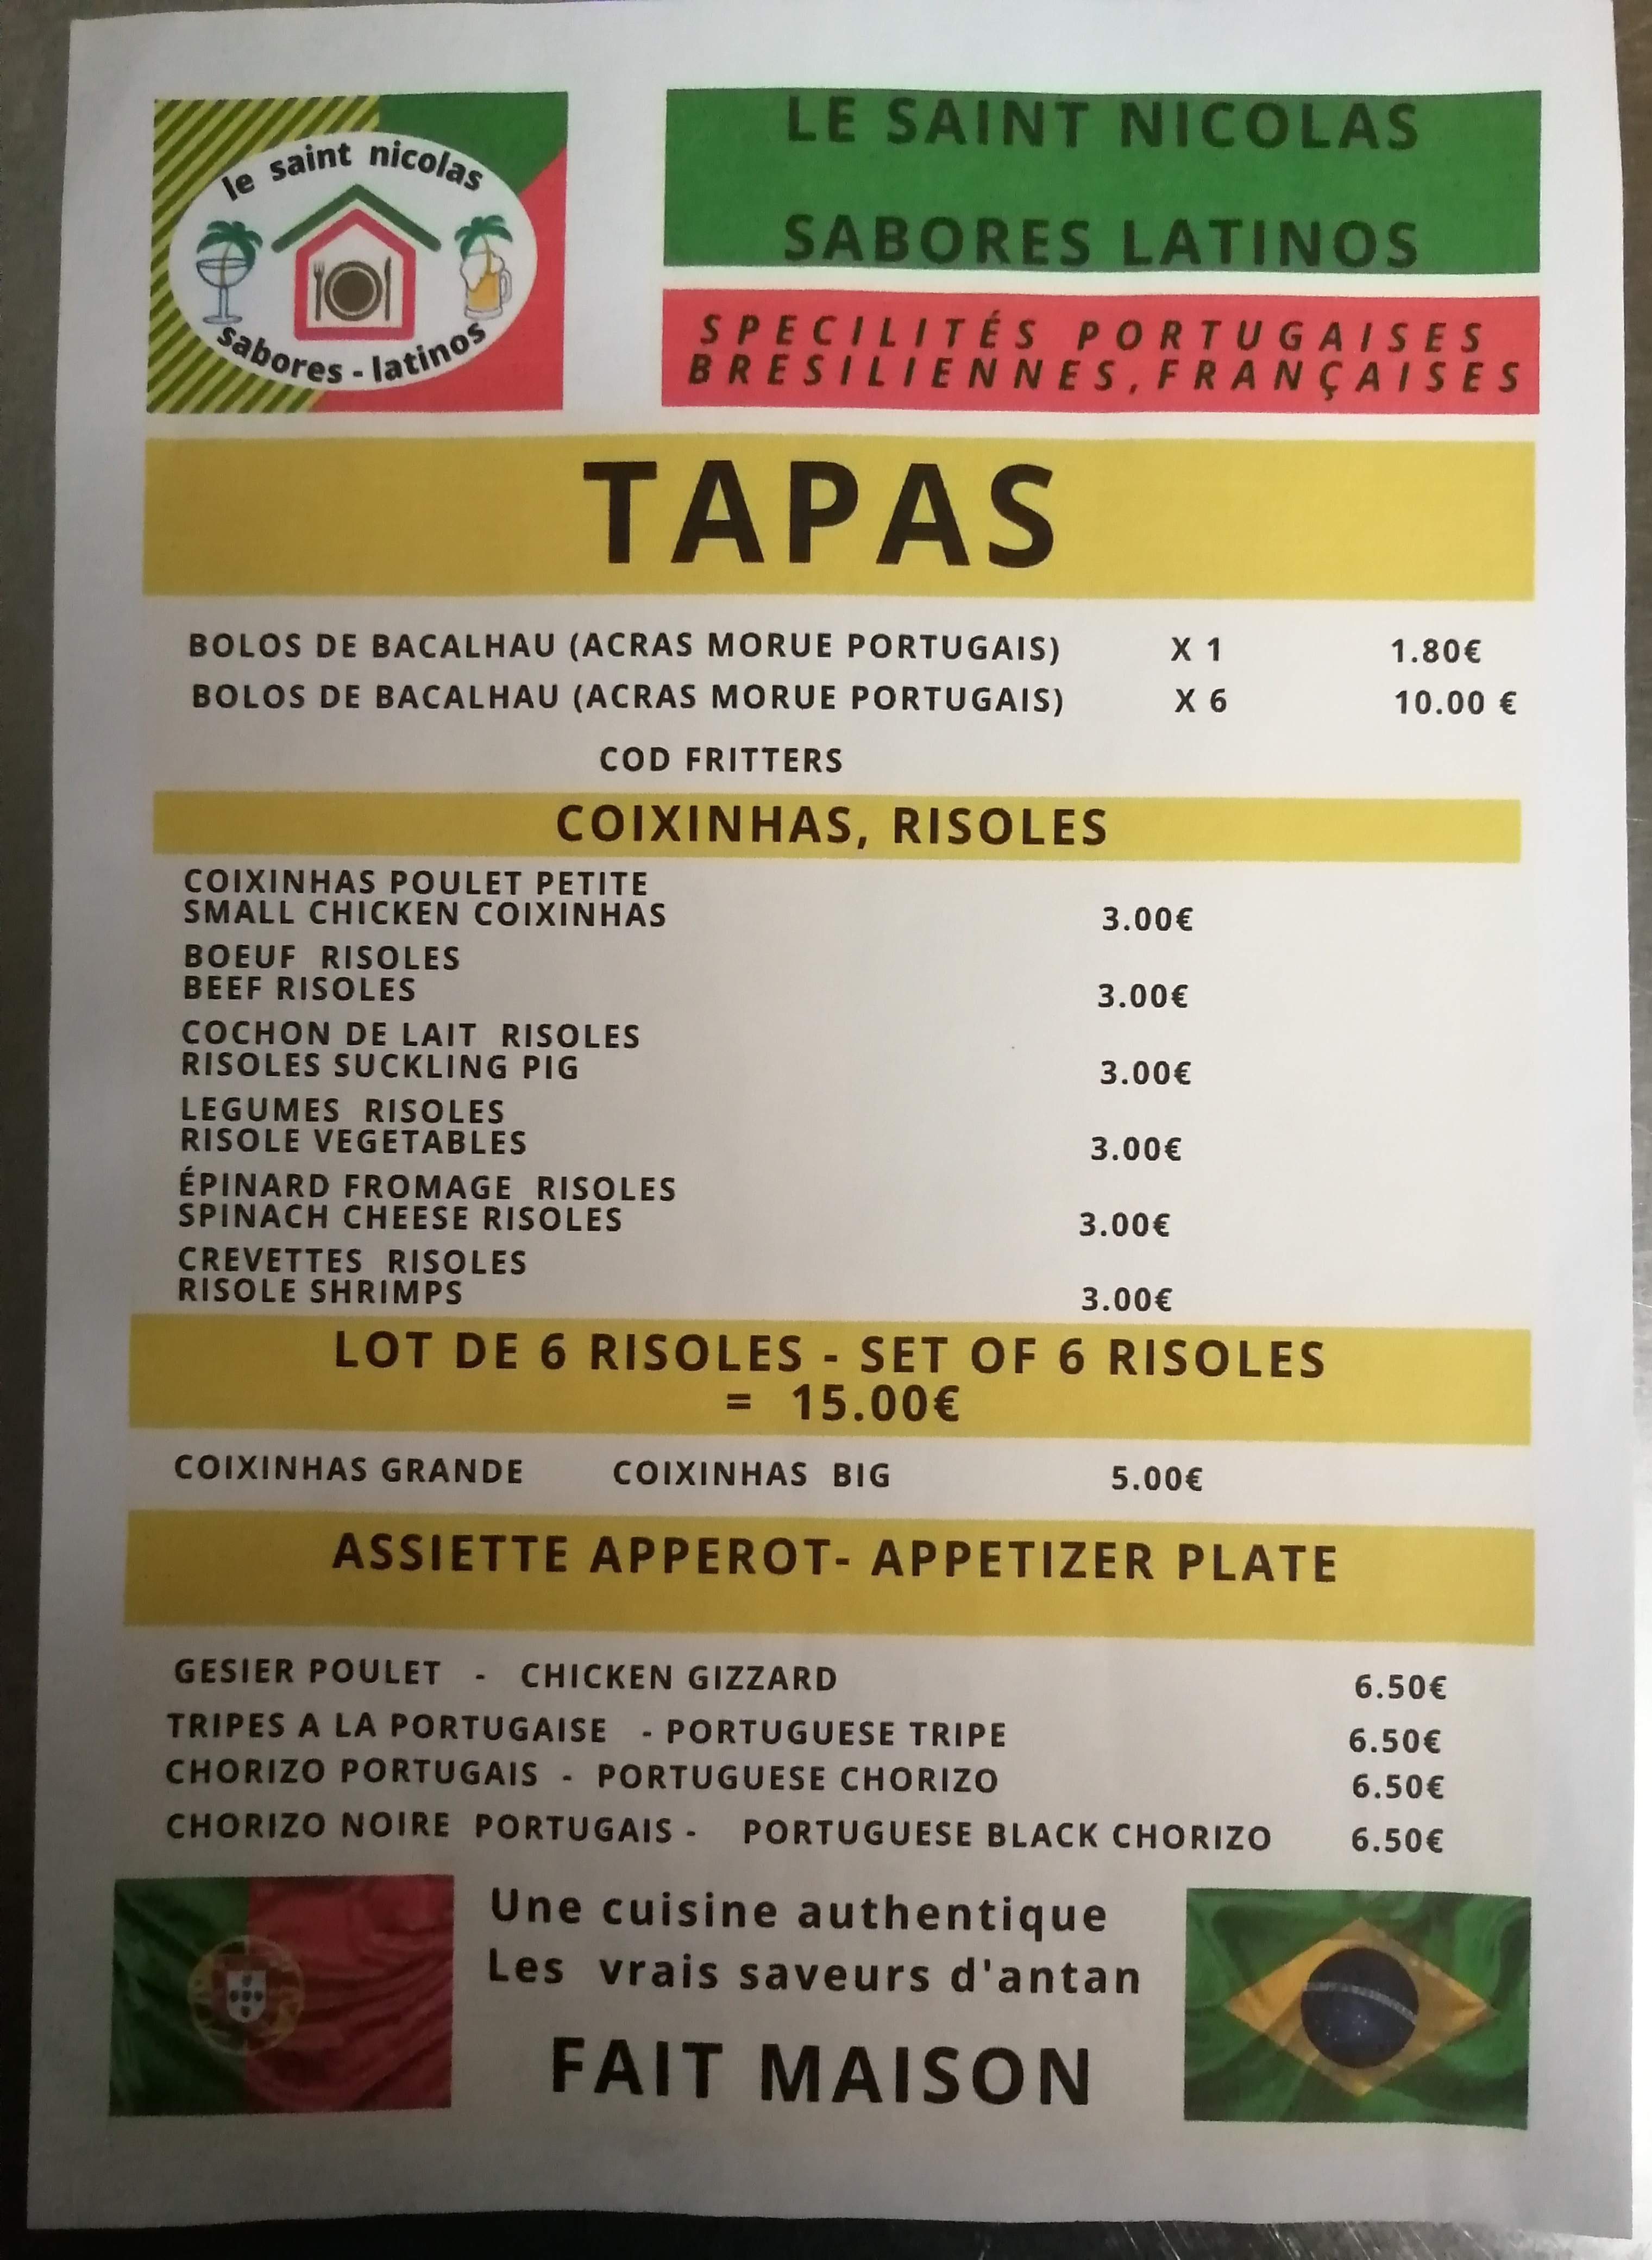 le saint nicolas
sabores - latinos
LE SAINT NICOLAS
SABORES LATINOS
SPECILITÉS PORTUGAISES
BRESILIENNES, FRANÇAISES
TAPAS
BOLOS DE BACALHAU (ACRAS MORUE PORTUGAIS) X 1 1.80€
BOLOS DE BACALHAU (ACRAS MORUE PORTUGAIS) X 6 10.00 €
COD FRITTERS
COIXINHAS, RISOLES
COIXINHAS POULET PETITE
SMALL CHICKEN COIXINHAS 3.00€
BOEUF RISOLES
BEEF RISOLES 3.00€
COCHON DE LAIT RISOLES
RISOLES SUCKLING PIG 3.00€
LEGUMES RISOLES
RISOLE VEGETABLES 3.00€
ÉPINARD FROMAGE RISOLES
SPINACH CHEESE RISOLES 3.00€
CREVETTES RISOLES
RISOLE SHRIMPS 3.00€
LOT DE 6 RISOLES - SET OF 6 RISOLES
= 15.00€
COIXINHAS GRANDE COIXINHAS BIG 5.00€
ASSIETTE APPEROT- APPETIZER PLATE
GESIER POULET - CHICKEN GIZZARD 6.50€
TRIPES A LA PORTUGAISE - PORTUGUESE TRIPE 6.50€
CHORIZO PORTUGAIS - PORTUGUESE CHORIZO 6.50€
CHORIZO NOIRE PORTUGAIS - PORTUGUESE BLACK CHORIZO 6.50€
Une cuisine authentique
Les vrais saveurs d'antan
FAIT MAISON